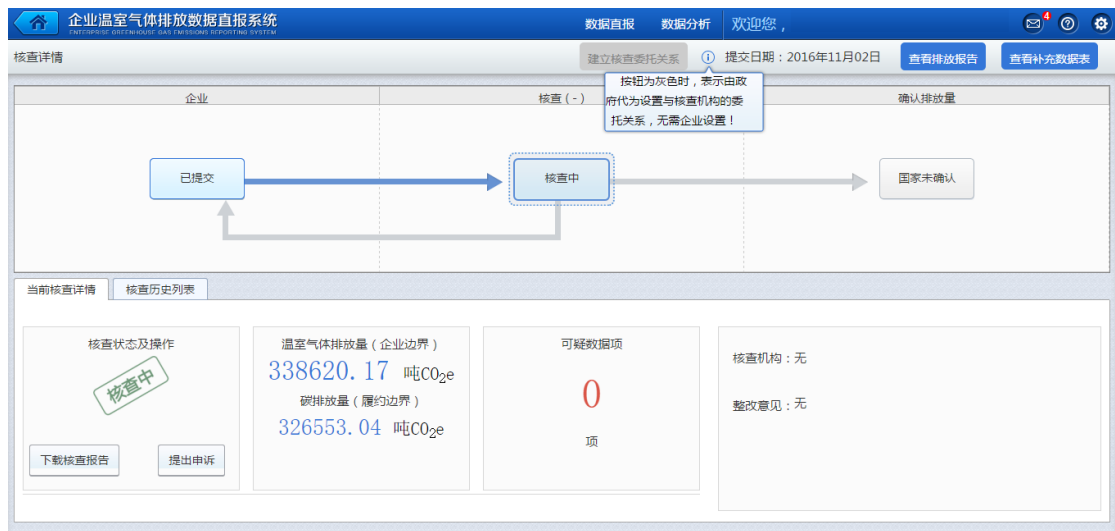 企业温室气体排放数据直报系统
ENTERPRISE GREENHOUSE GAS EMISSIONS REPORTING SYSTEM
数据直报 数据分析 欢迎您， 4
核查详情 建立核查委托关系 提交日期：2016年11月02日 查看排放报告 查看补充数据表
按钮为灰色时，表示由政
府代为设置与核查机构的委
托关系，无需企业设置！
企业 核查 ( - ) 确认排放量
已提交 核查中 国家未确认
当前核查详情 核查历史列表
核查状态及操作
核查中
下载核查报告 提出申诉
温室气体排放量（企业边界）
338620.17 吨CO₂e
碳排放量（履约边界）
326553.04 吨CO₂e
可疑数据项
0
项
核查机构：无
整改意见：无